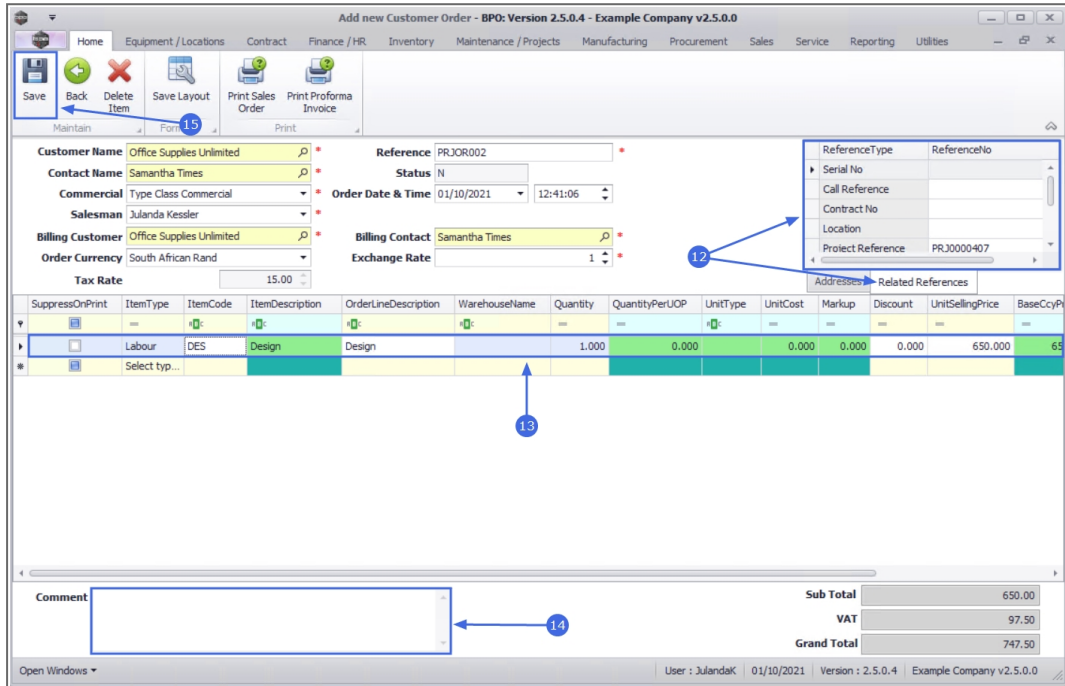 Add new Customer Order - BPO: Version 2.5.0.4 - Example Company v2.5.0.0
Home Equipment / Locations Contract Finance / HR Inventory Maintenance / Projects Manufacturing Procurement Sales Service Reporting Utilities
Save Back Delete Item Save Layout Print Sales Order Print Proforma Invoice
15
Maintain Print
Customer Name Office Supplies Unlimited * Reference PRJOR002 *
Contact Name Samantha Times * Status N
Commercial Type Class Commercial * Order Date & Time 01/10/2021 12:41:06
Salesman Julanda Kessler *
Billing Customer Office Supplies Unlimited * Billing Contact Samantha Times *
Order Currency South African Rand Exchange Rate 1 *
Tax Rate 15.00
ReferenceType ReferenceNo
Serial No
Call Reference
Contract No
Location
Project Reference PRJ0000407
12
Addresses Related References
SuppressOnPrint ItemType ItemCode ItemDescription OrderLineDescription WarehouseName Quantity QuantityPerUOP UnitType UnitCost Markup Discount UnitSellingPrice BaseCcyPr
Labour DES Design Design 1.000 0.000 0.000 0.000 0.000 650.000 65
Select typ...
13
Comment
14
Sub Total 650.00
VAT 97.50
Grand Total 747.50
Open Windows User : JulandaK 01/10/2021 Version : 2.5.0.4 Example Company v2.5.0.0